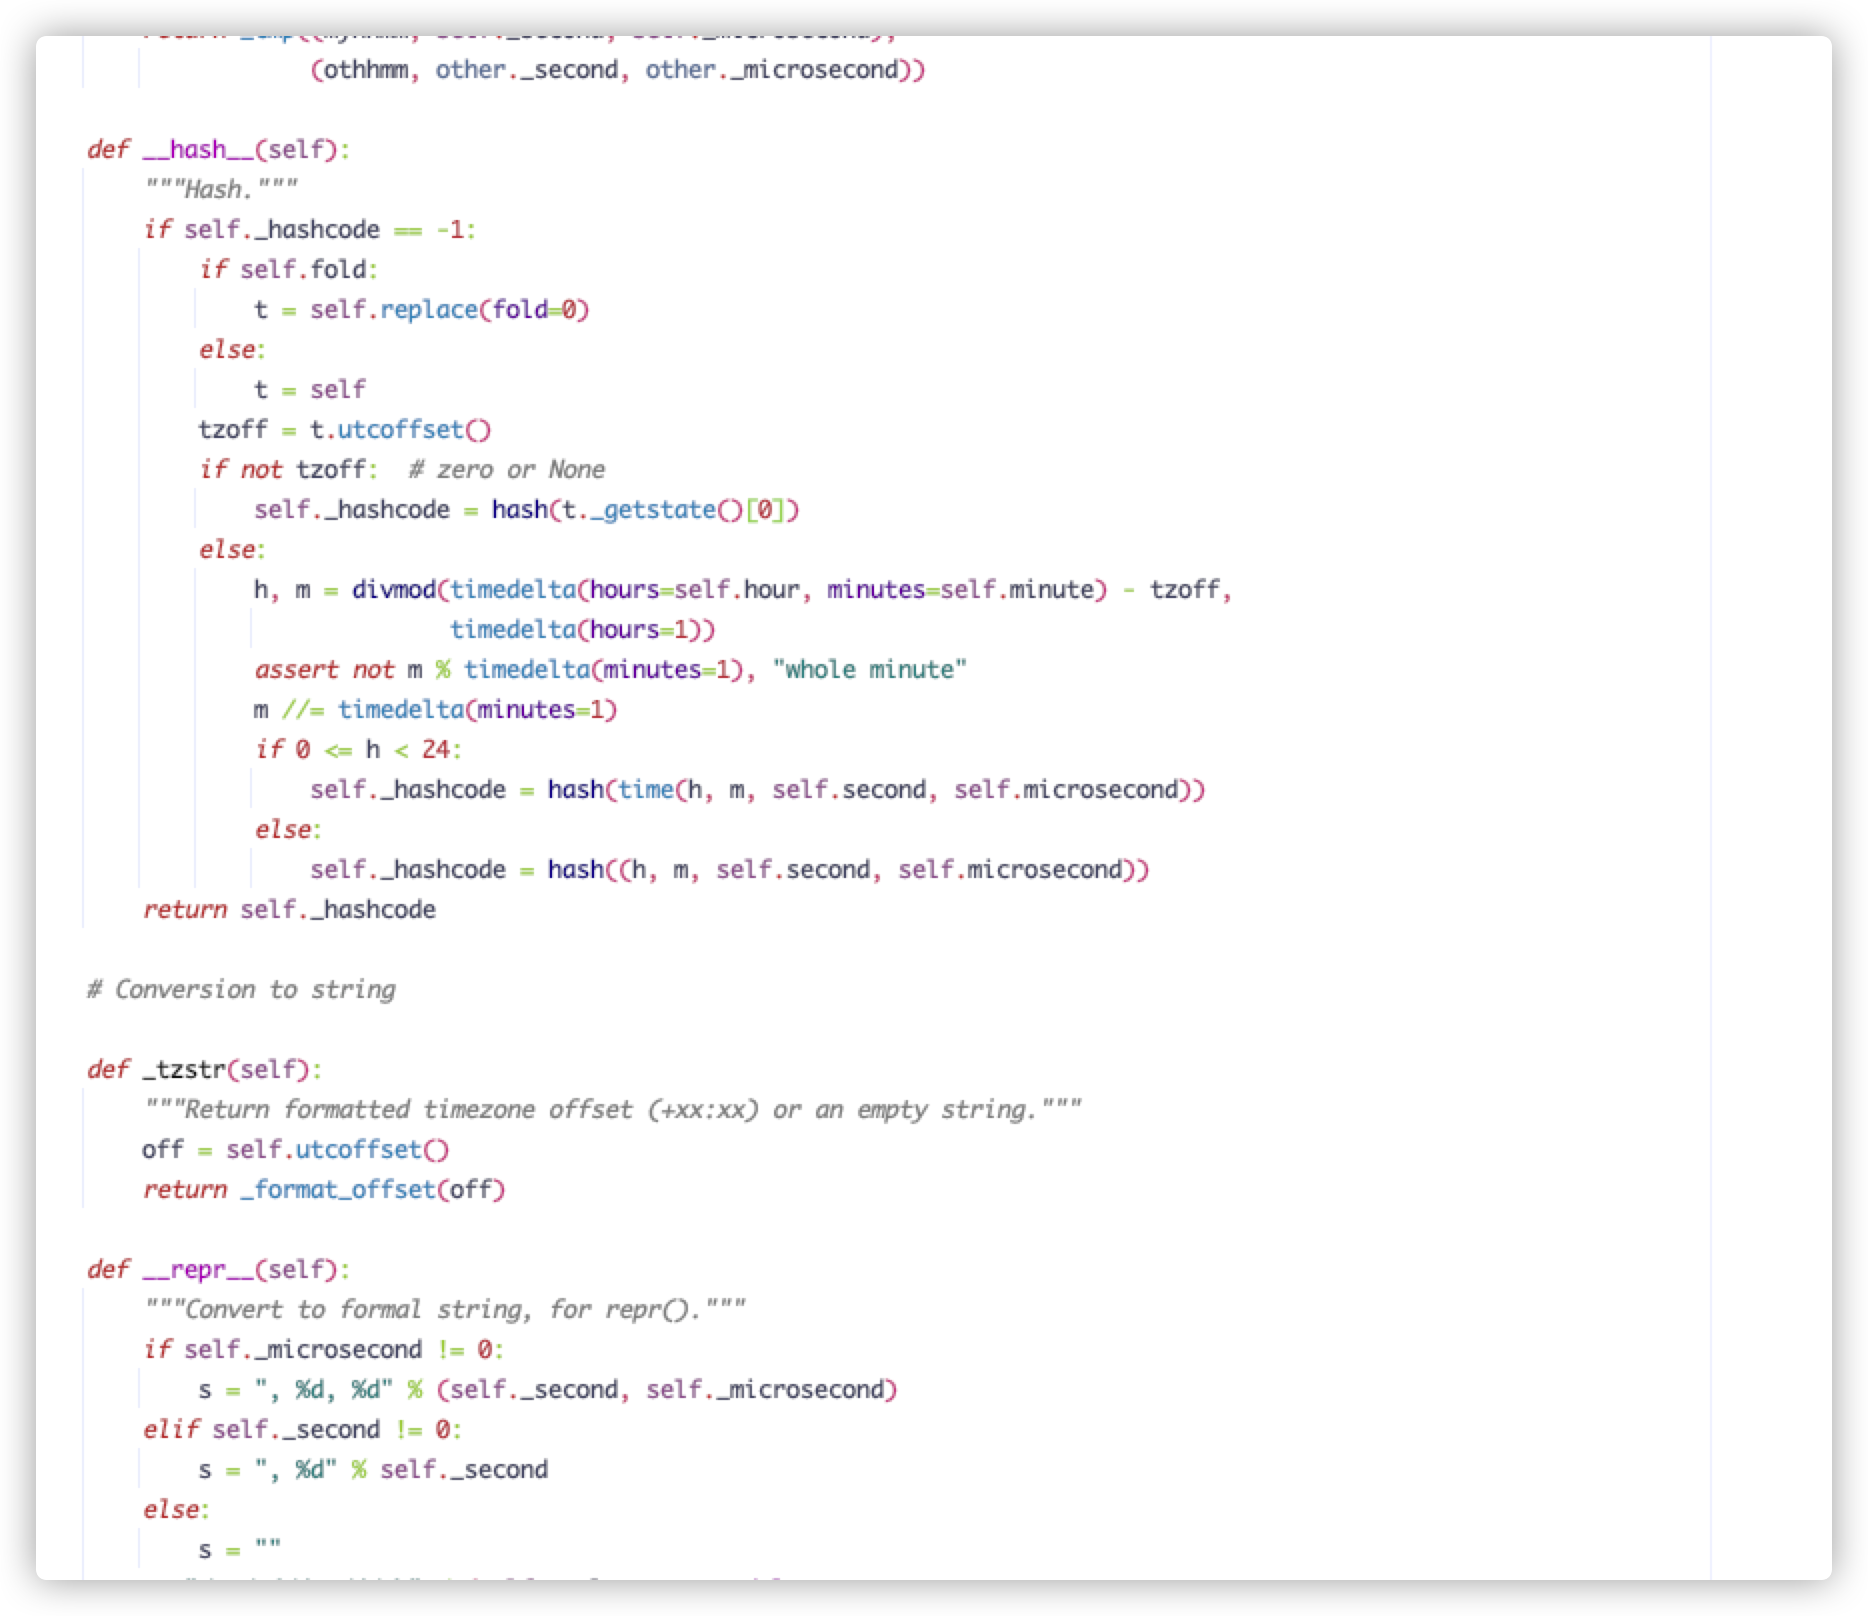 (othhmm, other._second, other._microsecond))
def __hash__(self):
"""Hash."""
if self._hashcode == -1:
if self.fold:
t = self.replace(fold=0)
else:
t = self
tzoff = t.utcoffset()
if not tzoff:  # zero or None
self._hashcode = hash(t._getstate()[0])
else:
h, m = divmod(timedelta(hours=self.hour, minutes=self.minute) - tzoff,
timedelta(hours=1))
assert not m % timedelta(minutes=1), "whole minute"
m //= timedelta(minutes=1)
if 0 <= h < 24:
self._hashcode = hash(time(h, m, self.second, self.microsecond))
else:
self._hashcode = hash((h, m, self.second, self.microsecond))
return self._hashcode
# Conversion to string
def _tzstr(self):
"""Return formatted timezone offset (+xx:xx) or an empty string."""
off = self.utcoffset()
return _format_offset(off)
def __repr__(self):
"""Convert to formal string, for repr()."""
if self._microsecond != 0:
s = ", %d, %d" % (self._second, self._microsecond)
elif self._second != 0:
s = ", %d" % self._second
else:
s = ""